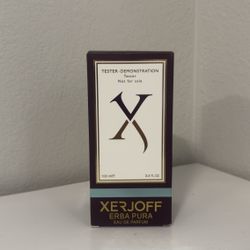 TESTER-DEMONSTRATION
Tester
Not for sale
X
100 ml℮ 3.4 fl.oz
XERJOFF
ERBA PURA
EAU DE PARFUM